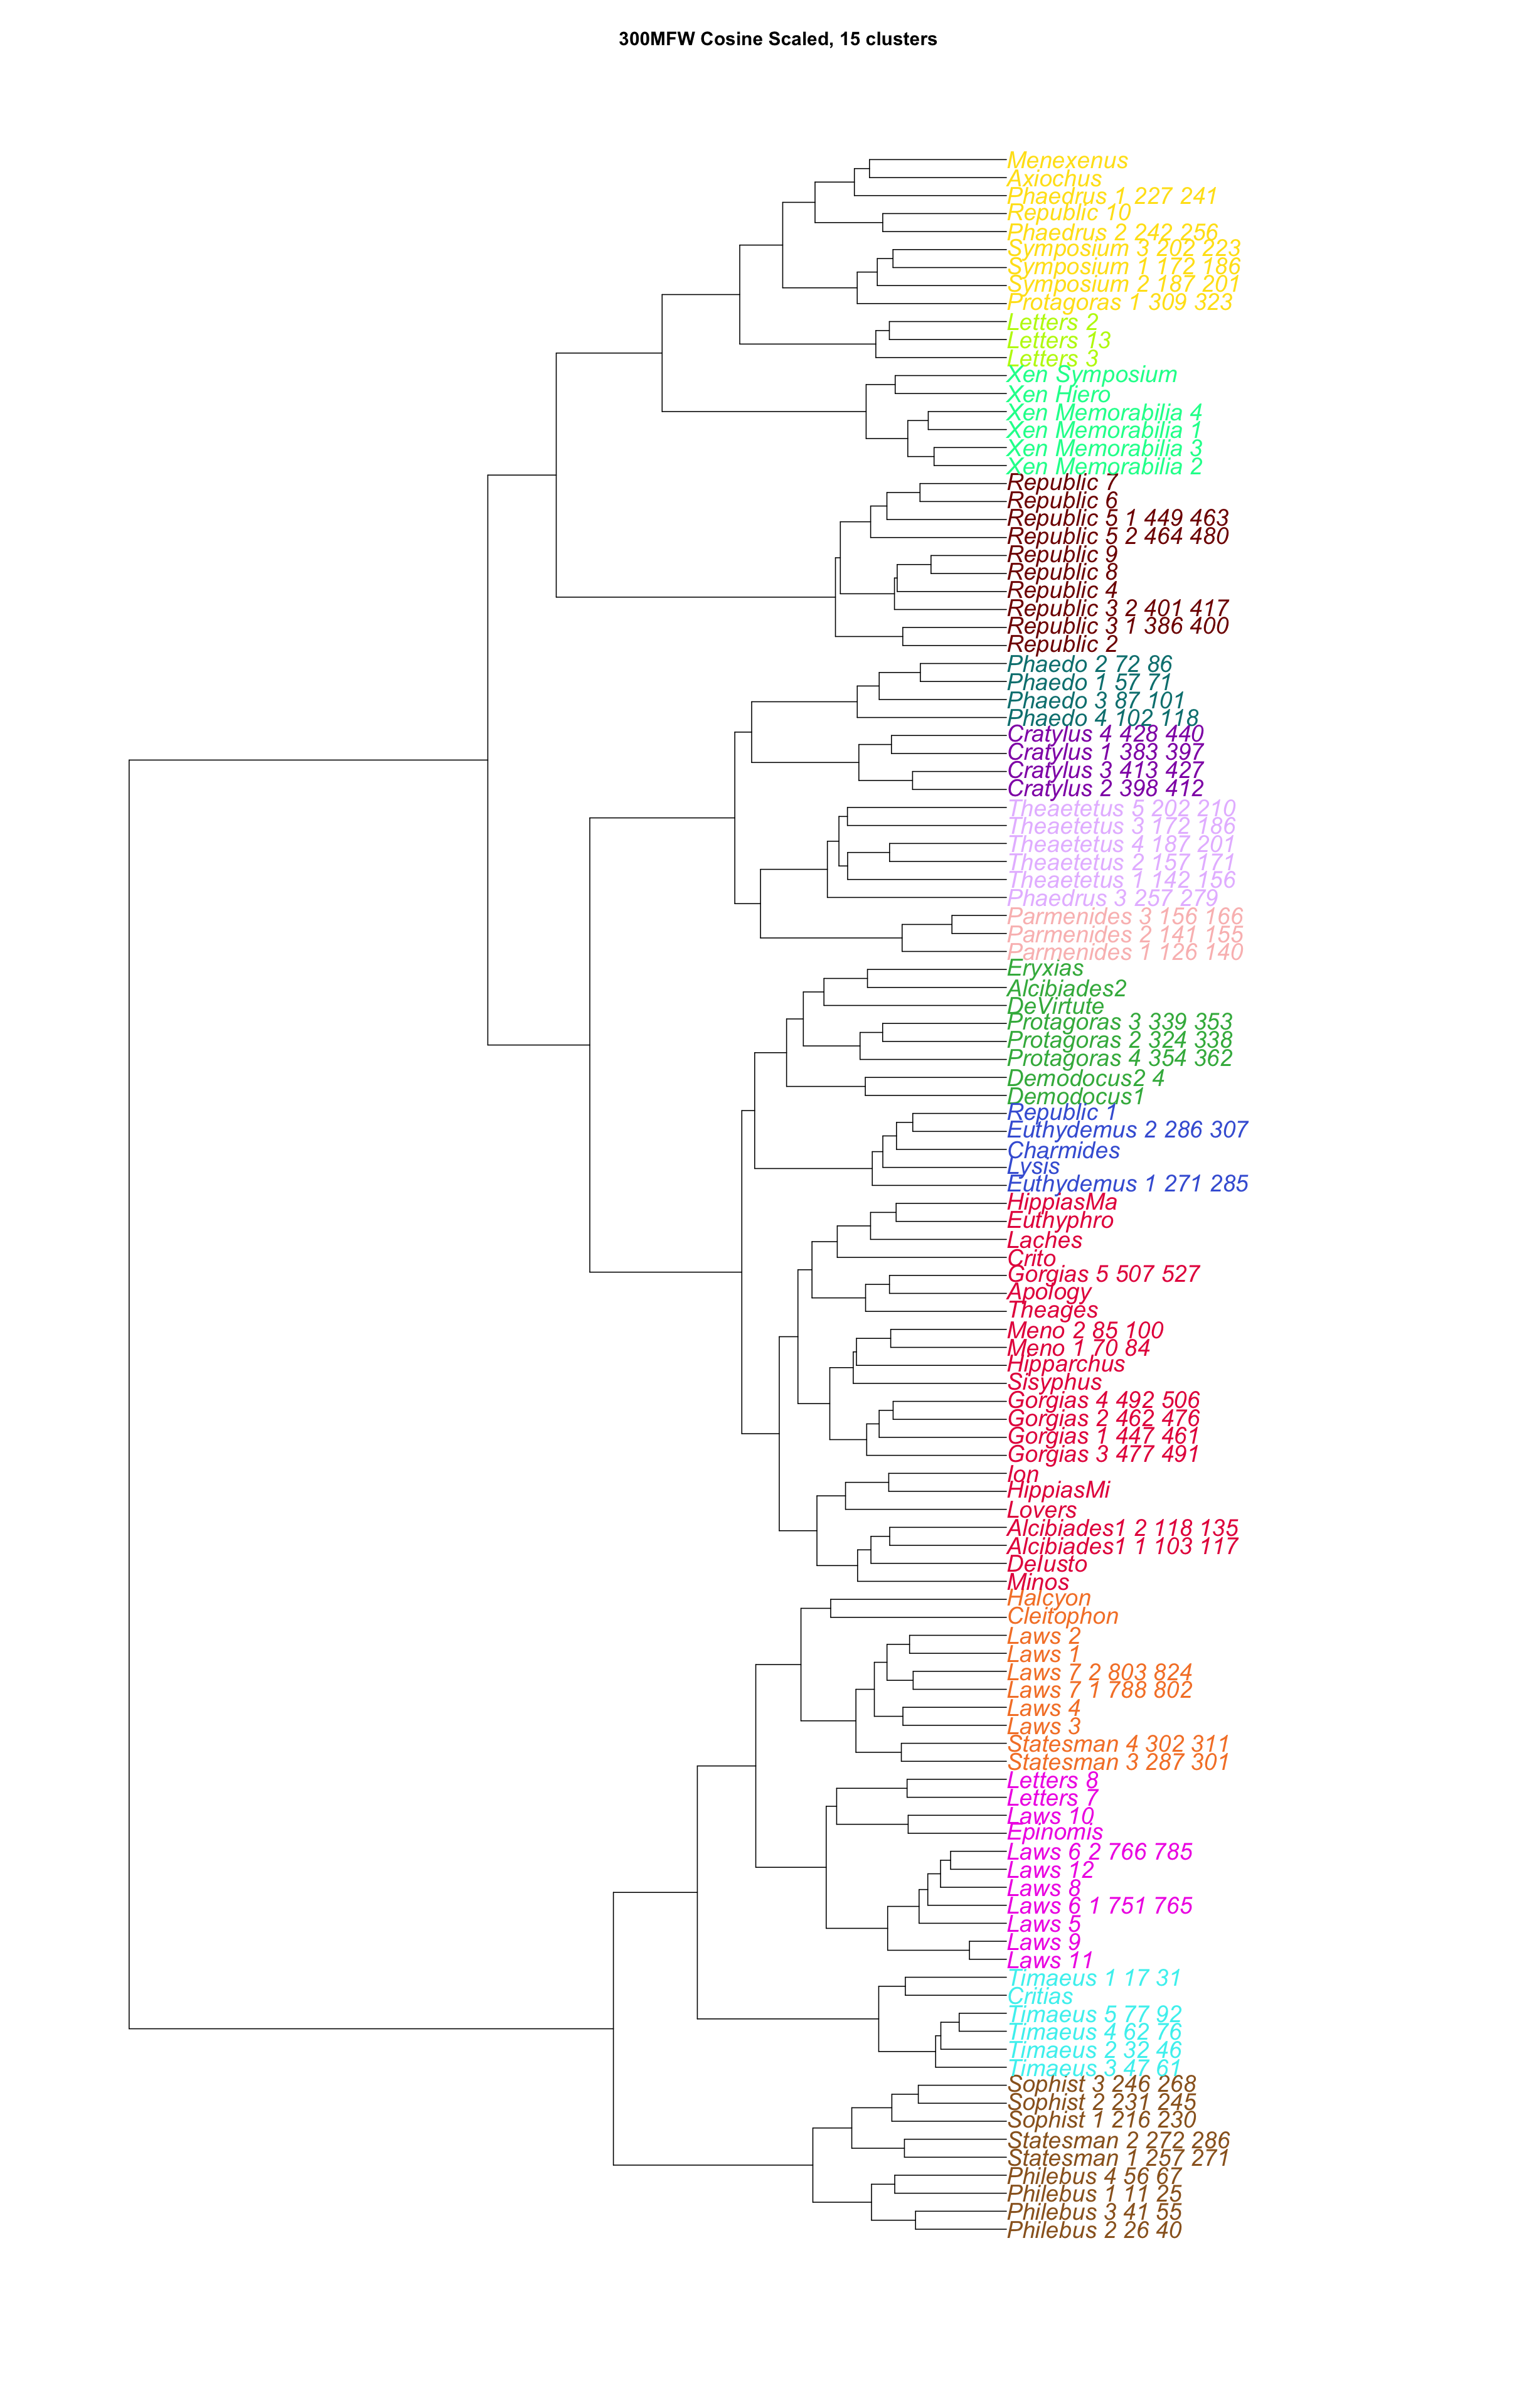 300MFW Cosine Scaled, 15 clusters
Menexenus
Axiochus
Phaedrus 1 227 241
Republic 10
Phaedrus 2 242 256
Symposium 3 202 223
Symposium 1 172 186
Symposium 2 187 201
Protagoras 1 309 323
Letters 2
Letters 13
Letters 3
Xen Symposium
Xen Hiero
Xen Memorabilia 4
Xen Memorabilia 1
Xen Memorabilia 3
Xen Memorabilia 2
Republic 7
Republic 6
Republic 5 1 449 463
Republic 5 2 464 480
Republic 9
Republic 8
Republic 4
Republic 3 2 401 417
Republic 3 1 386 400
Republic 2
Phaedo 2 72 86
Phaedo 1 57 71
Phaedo 3 87 101
Phaedo 4 102 118
Cratylus 4 428 440
Cratylus 1 383 397
Cratylus 3 413 427
Cratylus 2 398 412
Theaetetus 5 202 210
Theaetetus 3 172 186
Theaetetus 4 187 201
Theaetetus 2 157 171
Theaetetus 1 142 156
Phaedrus 3 257 279
Parmenides 3 156 166
Parmenides 2 141 155
Parmenides 1 126 140
Eryxias
Alcibiades2
DeVirtute
Protagoras 3 339 353
Protagoras 2 324 338
Protagoras 4 354 362
Demodocus2 4
Demodocus1
Republic 1
Euthydemus 2 286 307
Charmides
Lysis
Euthydemus 1 271 285
HippiasMa
Euthyphro
Laches
Crito
Gorgias 5 507 527
Apology
Theages
Meno 2 85 100
Meno 1 70 84
Hipparchus
Sisyphus
Gorgias 4 492 506
Gorgias 2 462 476
Gorgias 1 447 461
Gorgias 3 477 491
Ion
HippiasMi
Lovers
Alcibiades1 2 118 135
Alcibiades1 1 103 117
DeIusto
Minos
Halcyon
Cleitophon
Laws 2
Laws 1
Laws 7 2 803 824
Laws 7 1 788 802
Laws 4
Laws 3
Statesman 4 302 311
Statesman 3 287 301
Letters 8
Letters 7
Laws 10
Epinomis
Laws 6 2 766 785
Laws 12
Laws 8
Laws 6 1 751 765
Laws 5
Laws 9
Laws 11
Timaeus 1 17 31
Critias
Timaeus 5 77 92
Timaeus 4 62 76
Timaeus 2 32 46
Timaeus 3 47 61
Sophist 3 246 268
Sophist 2 231 245
Sophist 1 216 230
Statesman 2 272 286
Statesman 1 257 271
Philebus 4 56 67
Philebus 1 11 25
Philebus 3 41 55
Philebus 2 26 40